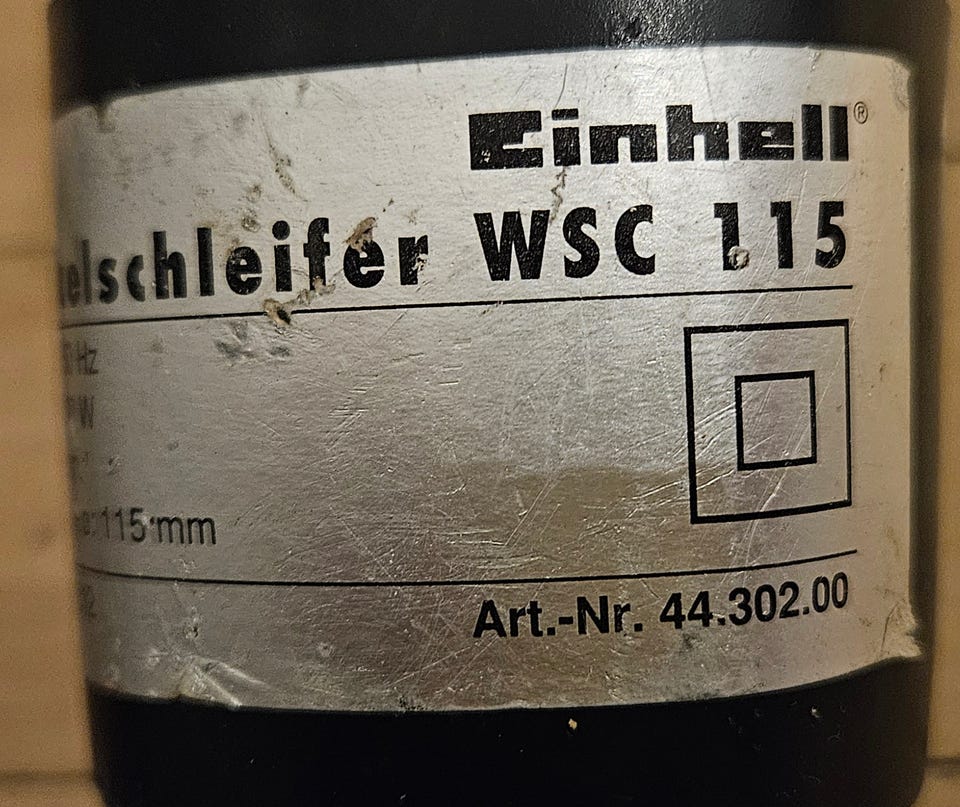 Einhell®
elschleifer WSC 115
Hz
W
115 mm
Art.-Nr. 44.302.00